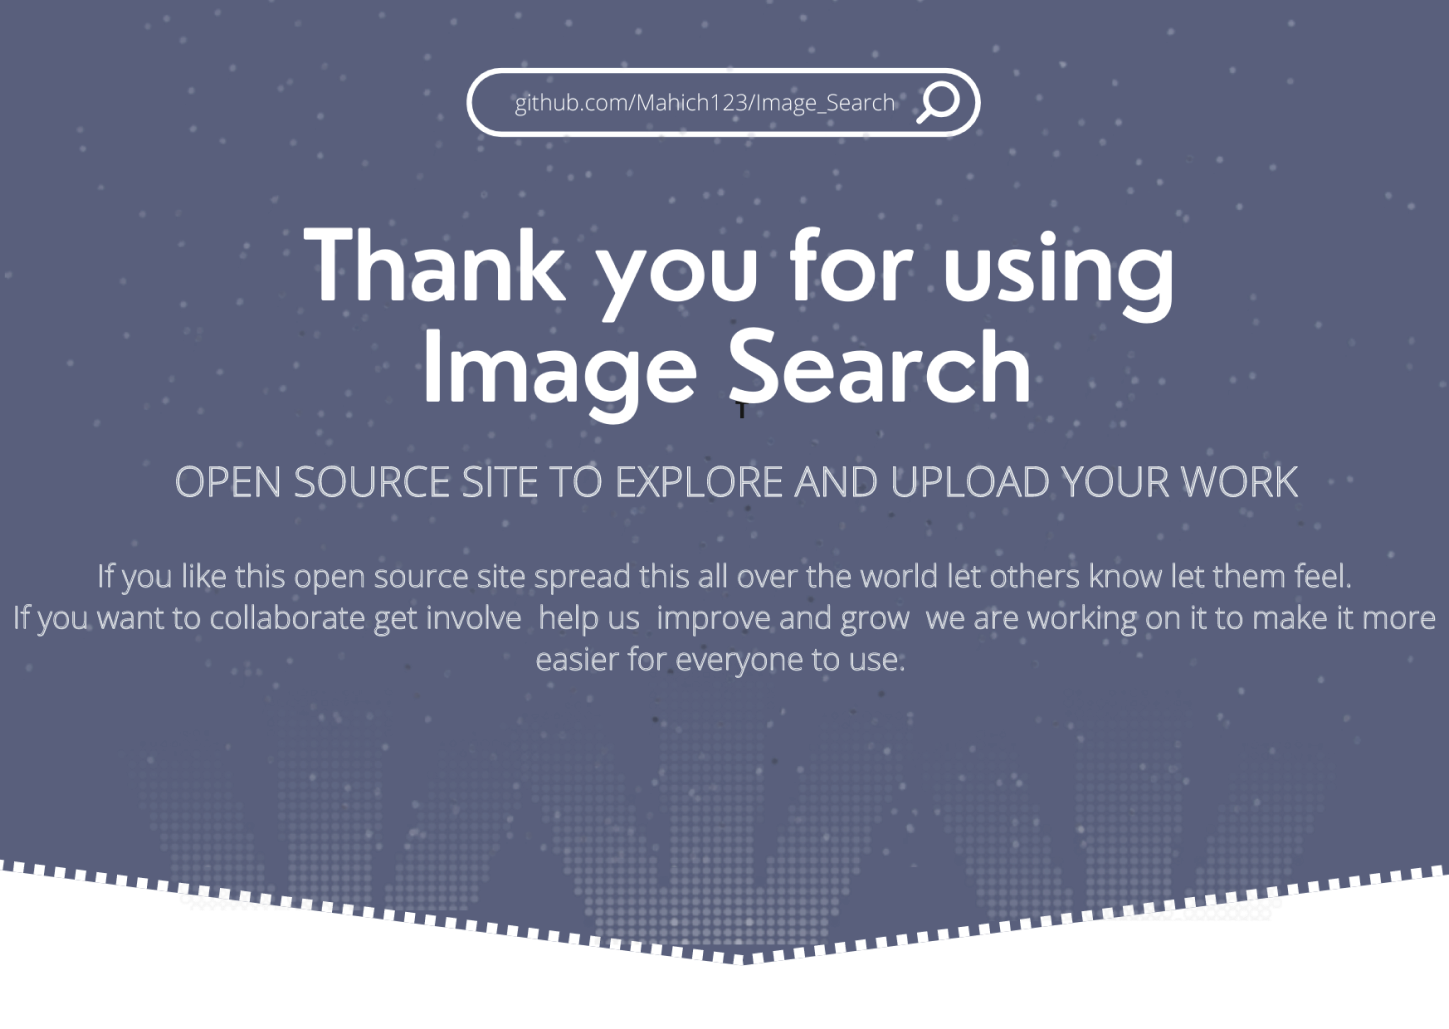 github.com/Mahich123/Image_Search
Thank you for using
Image Search
T
OPEN SOURCE SITE TO EXPLORE AND UPLOAD YOUR WORK
If you like this open source site spread this all over the world let others know let them feel.
If you want to collaborate get involve  help us  improve and grow  we are working on it to make it more
easier for everyone to use.